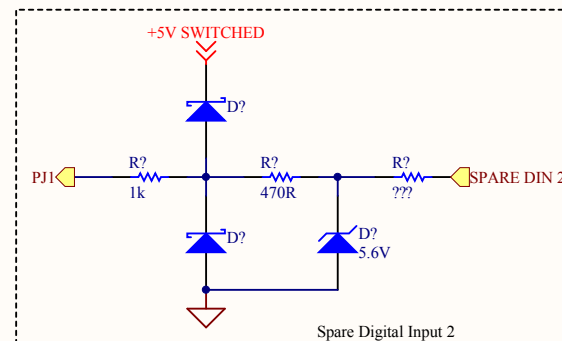 +5V SWITCHED
D?
PJ1
R?
1k
R?
470R
R?
???
SPARE DIN 2
D?
D?
5.6V
Spare Digital Input 2